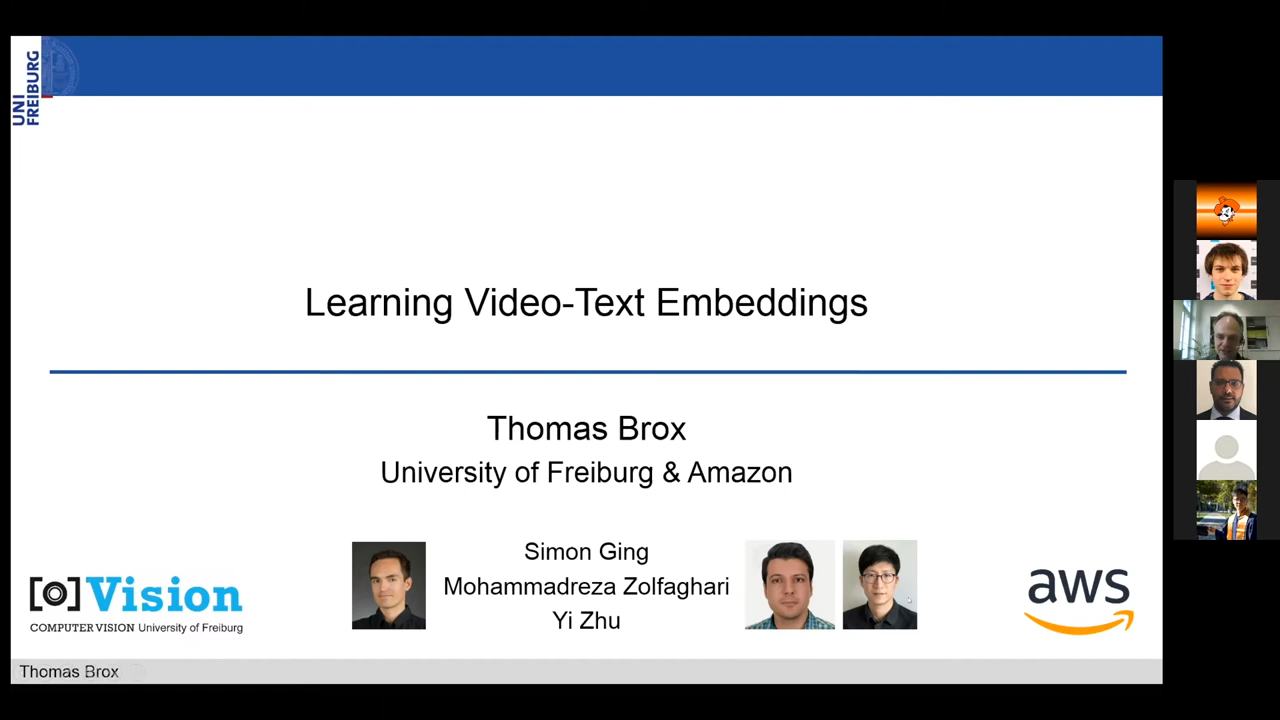 UNI
FREIBURG
Learning Video-Text Embeddings
Thomas Brox
University of Freiburg & Amazon
Simon Ging
Mohammadreza Zolfaghari
Yi Zhu
[o]Vision
COMPUTER VISION University of Freiburg
aws
Thomas Brox